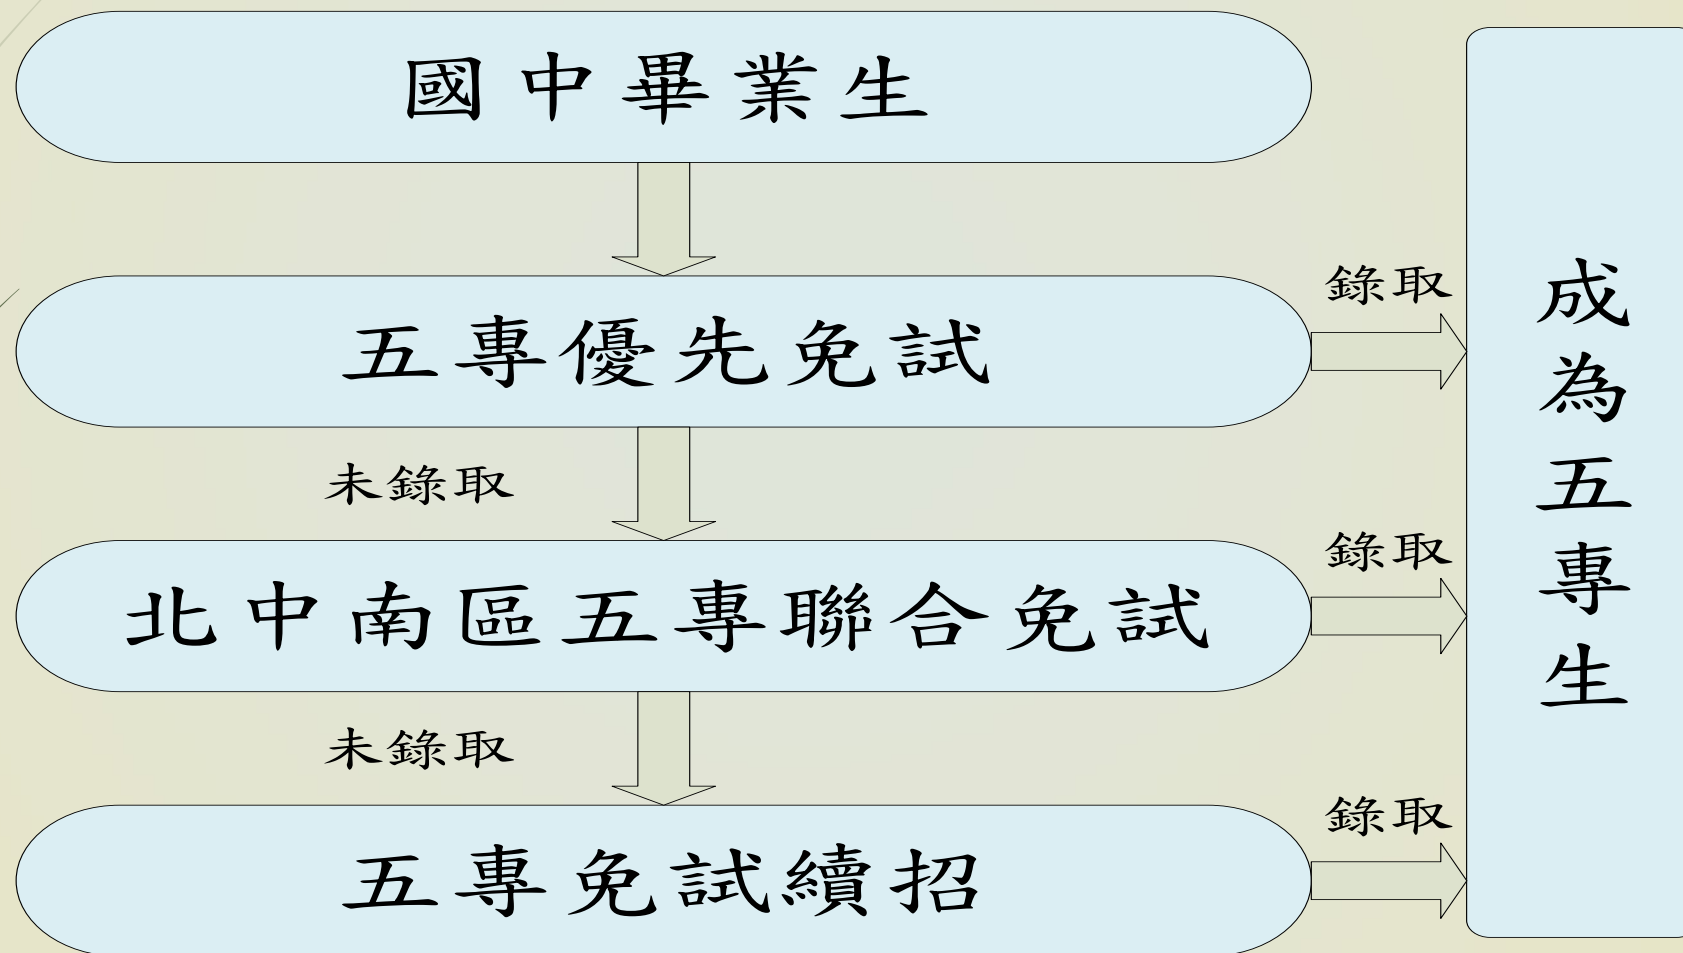 國中畢業生
五專優先免試
錄取
未錄取
北中南區五專聯合免試
錄取
未錄取
五專免試續招
錄取
成為五專生